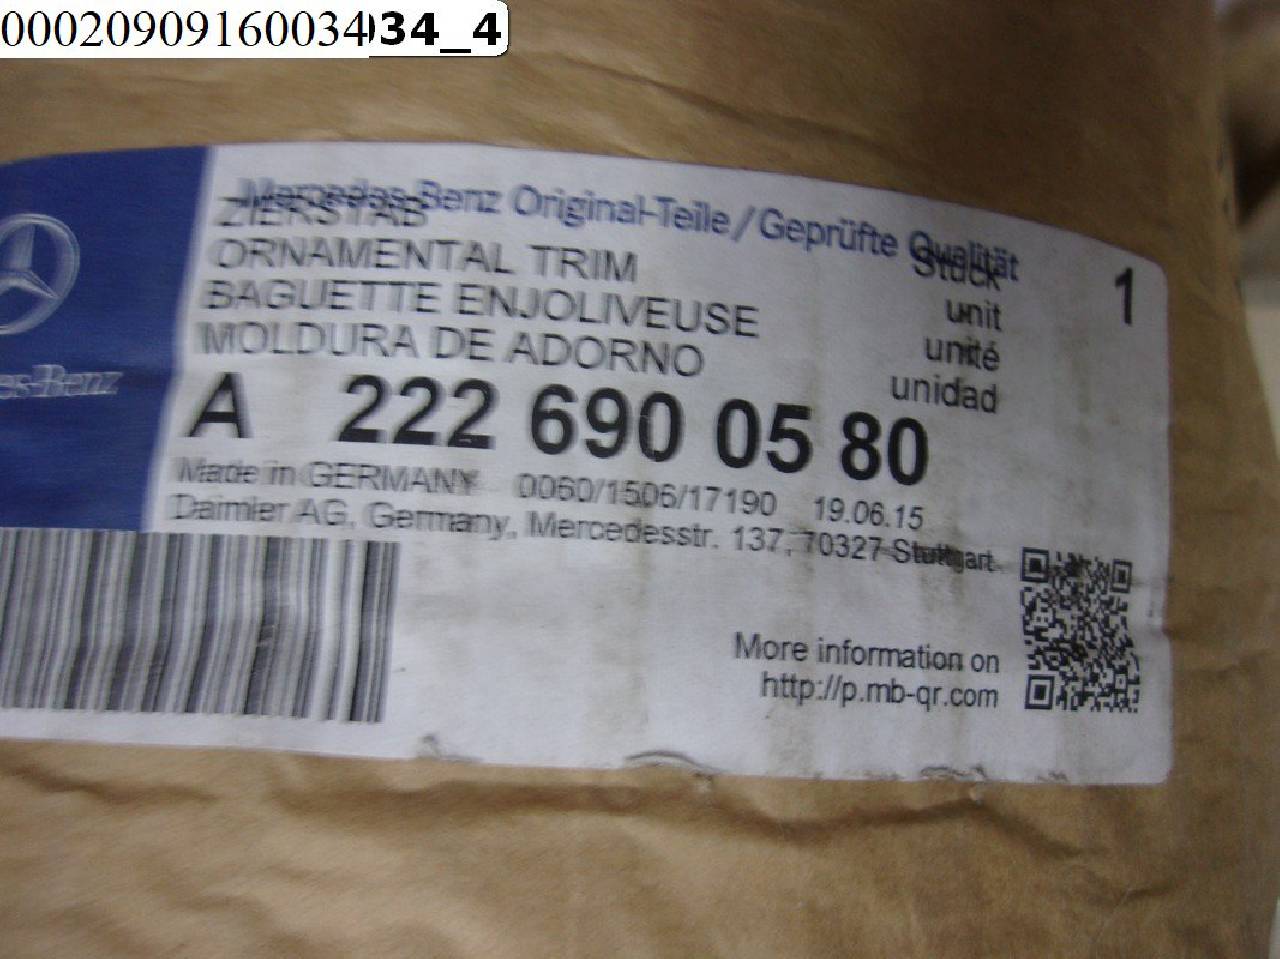 00020909160034034_4
Mercedes-Benz Original-Teile / Geprüfte Qualität
ZIERSTAB
ORNAMENTAL TRIM
BAGUETTE ENJOLIVEUSE
MOLDURA DE ADORNO
Stück 1
unit
unité
unidad
A 222 690 05 80
Made in GERMANY 0060/1506/17190 19.06.15
Daimler AG, Germany, Mercedesstr. 137, 70327 Stuttgart
More information on
http://p.mb-qr.com